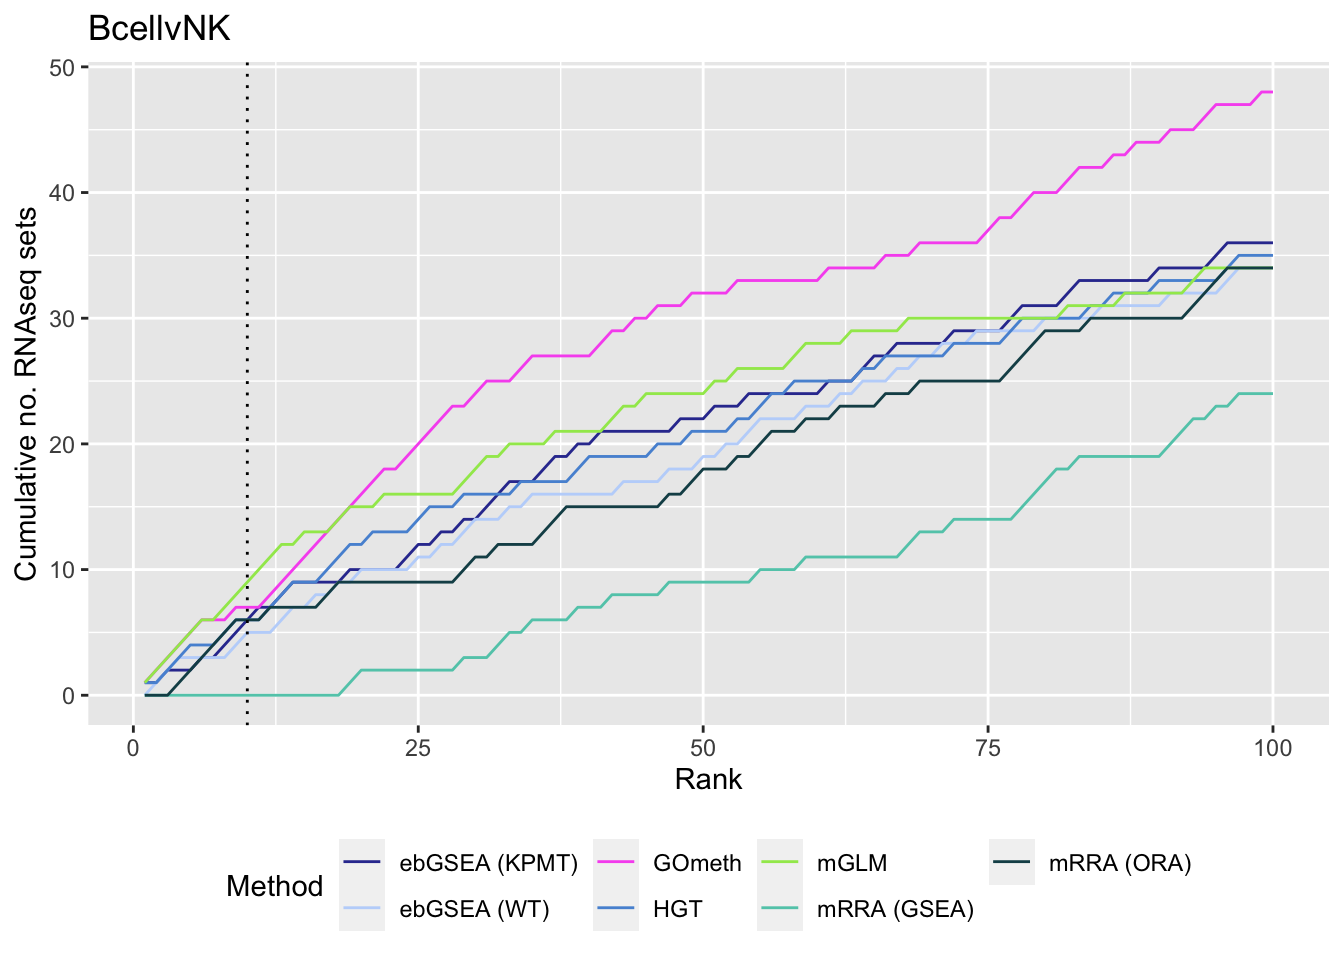 BcellvNK
50
40
30
20
10
0
Cumulative no. RNAseq sets
0 25 50 75 100
Rank
Method
ebGSEA (KPMT) GOmeth mGLM mRRA (ORA)
ebGSEA (WT) HGT mRRA (GSEA)